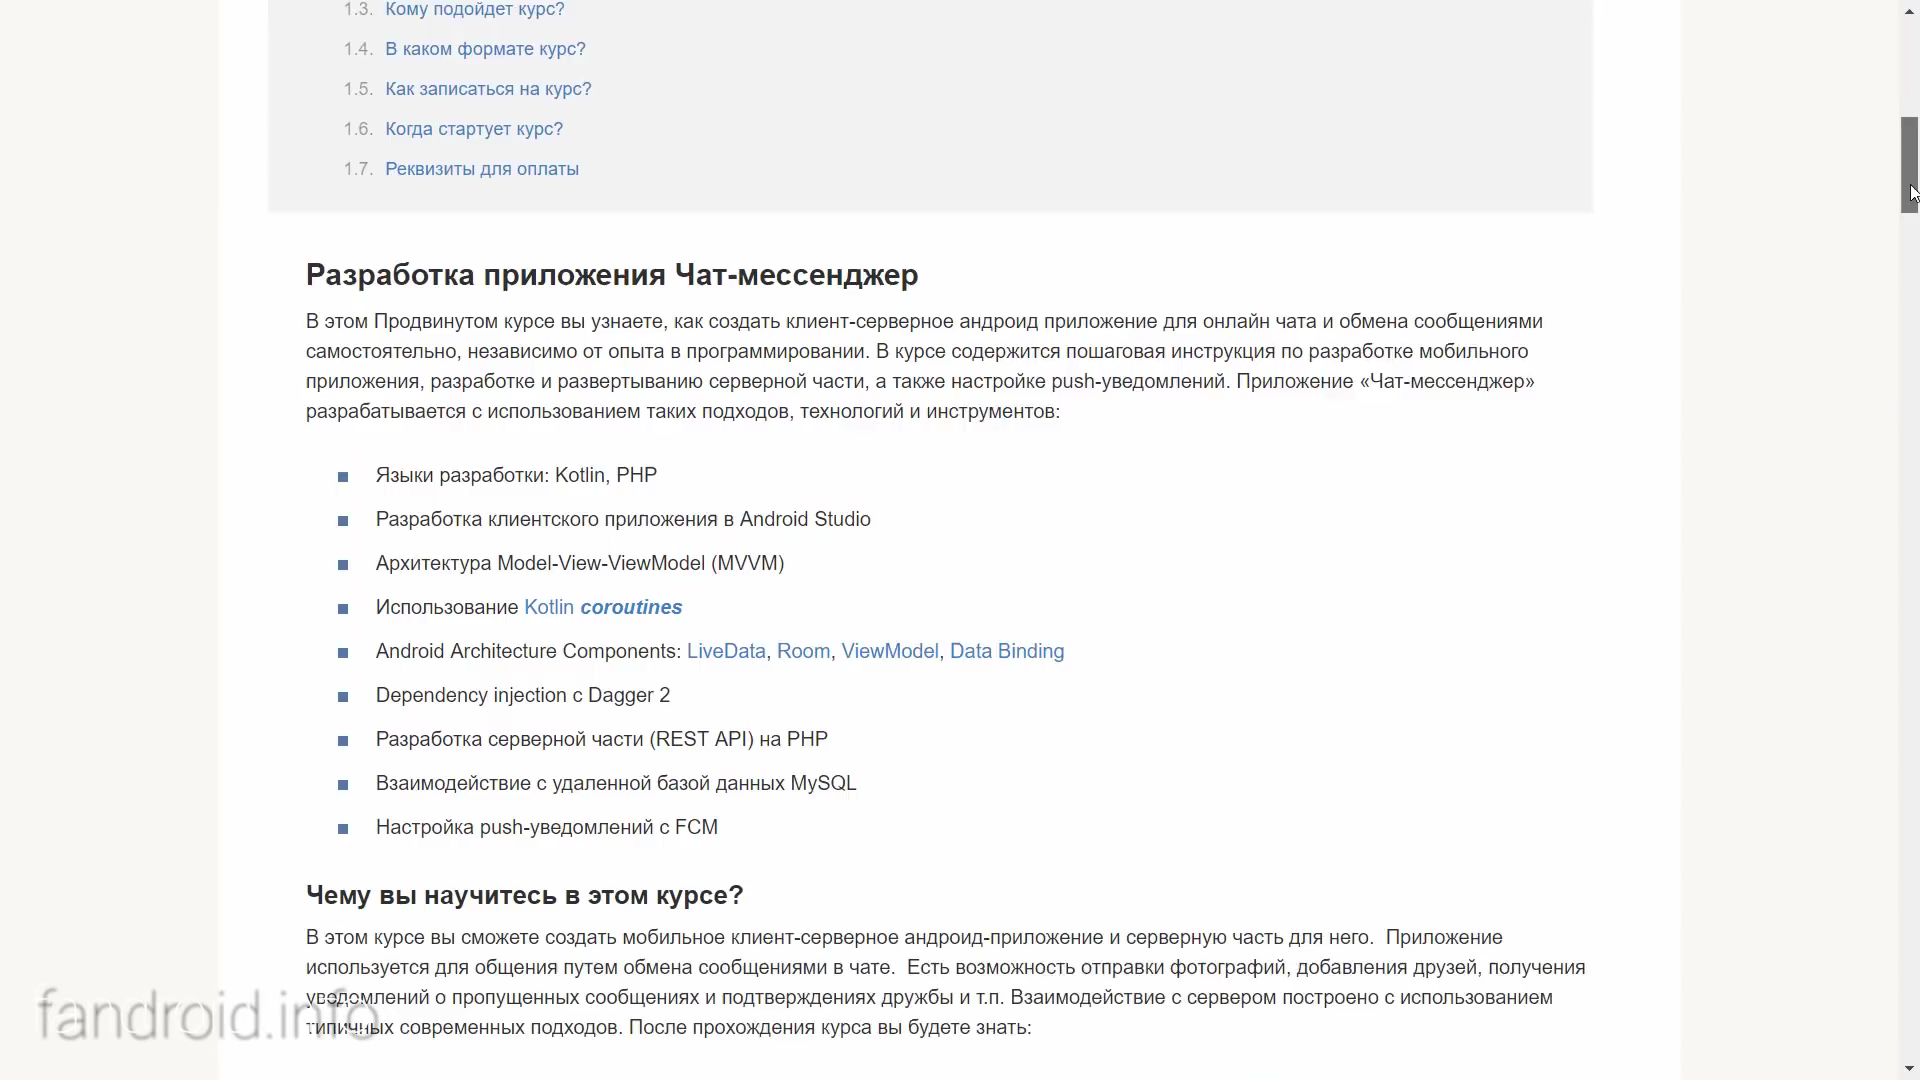 1.3. Кому подойдет курс?
1.4. В каком формате курс?
1.5. Как записаться на курс?
1.6. Когда стартует курс?
1.7. Реквизиты для оплаты
Разработка приложения Чат-мессенджер
В этом Продвинутом курсе вы узнаете, как создать клиент-серверное андроид приложение для онлайн чата и обмена сообщениями
самостоятельно, независимо от опыта в программировании. В курсе содержится пошаговая инструкция по разработке мобильного
приложения, разработке и развертыванию серверной части, а также настройке push-уведомлений. Приложение «Чат-мессенджер»
разрабатывается с использованием таких подходов, технологий и инструментов:
Языки разработки: Kotlin, PHP
Разработка клиентского приложения в Android Studio
Архитектура Model-View-ViewModel (MVVM)
Использование Kotlin coroutines
Android Architecture Components: LiveData, Room, ViewModel, Data Binding
Dependency injection с Dagger 2
Разработка серверной части (REST API) на PHP
Взаимодействие с удаленной базой данных MySQL
Настройка push-уведомлений с FCM
Чему вы научитесь в этом курсе?
В этом курсе вы сможете создать мобильное клиент-серверное андроид-приложение и серверную часть для него. Приложение
используется для общения путем обмена сообщениями в чате. Есть возможность отправки фотографий, добавления друзей, получения
уведомлений о пропущенных сообщениях и подтверждениях дружбы и т.п. Взаимодействие с сервером построено с использованием
типичных современных подходов. После прохождения курса вы будете знать:
fandroid.info